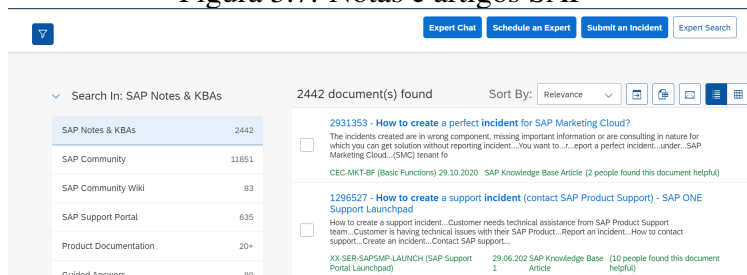 Figura 3.7: Notas e artigos SAP
Expert Chat
Schedule an Expert
Submit an Incident
Expert Search
Search In: SAP Notes & KBAs
2442 document(s) found
Sort By:
Relevance
SAP Notes & KBAs 2442
SAP Community 11851
SAP Community Wiki 83
SAP Support Portal 635
Product Documentation 20+
Guided Answers 80
2931353 - How to create a perfect incident for SAP Marketing Cloud?
The incidents created are in wrong component, missing important information or are consulting in nature for
which you can get solution without reporting incident....You want to...r...eport a perfect incident...under...SAP
Marketing Cloud...(SMC) tenant fo
CEC-MKT-BF (Basic Functions) 29.10.2020 SAP Knowledge Base Article (2 people found this document helpful)
1296527 - How to create a support incident (contact SAP Product Support) - SAP ONE
Support Launchpad
How to create a support incident...Customer needs technical assistance from SAP Product Support
team...Customer is having technical issues with their SAP Product...Report an incident...How to contact
support...Create an incident...Contact SAP support...
XX-SER-SAPSMP-LAUNCH (SAP Support 29.06.202 SAP Knowledge Base (10 people found this document
Portal Launchpad) 1 Article helpful)